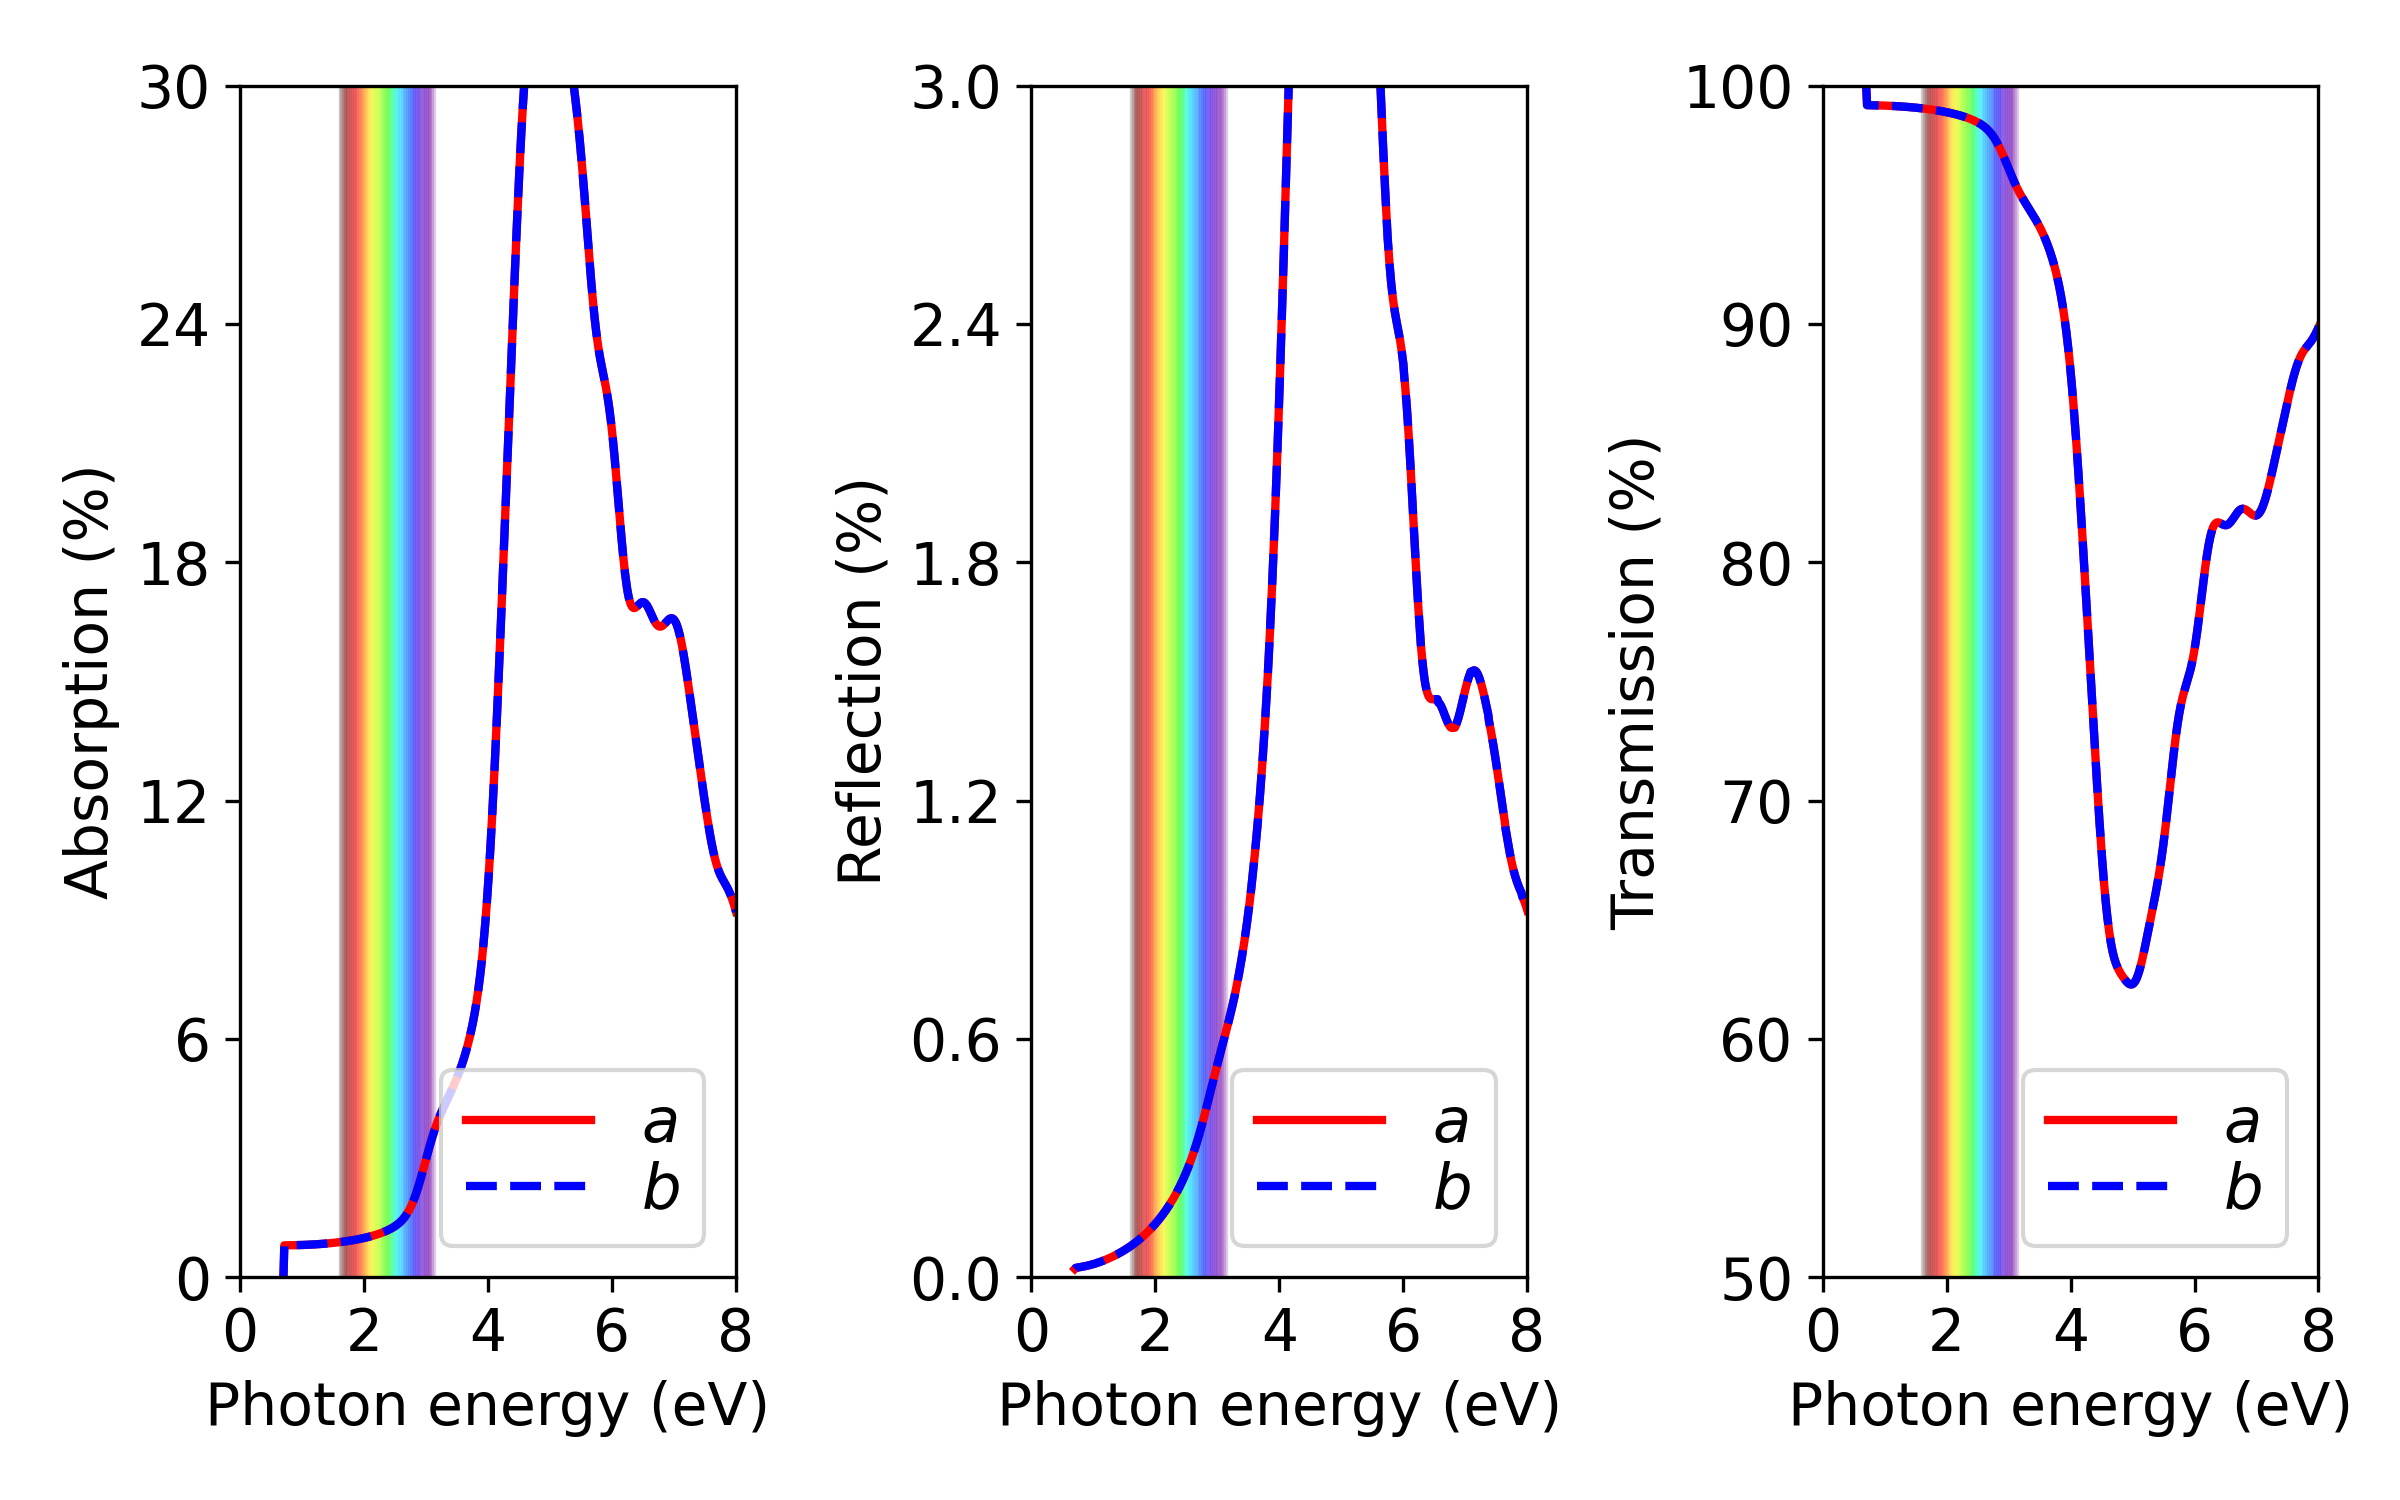 Absorption (%)
30
24
18
12
6
0
0 2 4 6 8
Photon energy (eV)
a
b
Reflection (%)
3.0
2.4
1.8
1.2
0.6
0.0
0 2 4 6 8
Photon energy (eV)
a
b
Transmission (%)
100
90
80
70
60
50
0 2 4 6 8
Photon energy (eV)
a
b